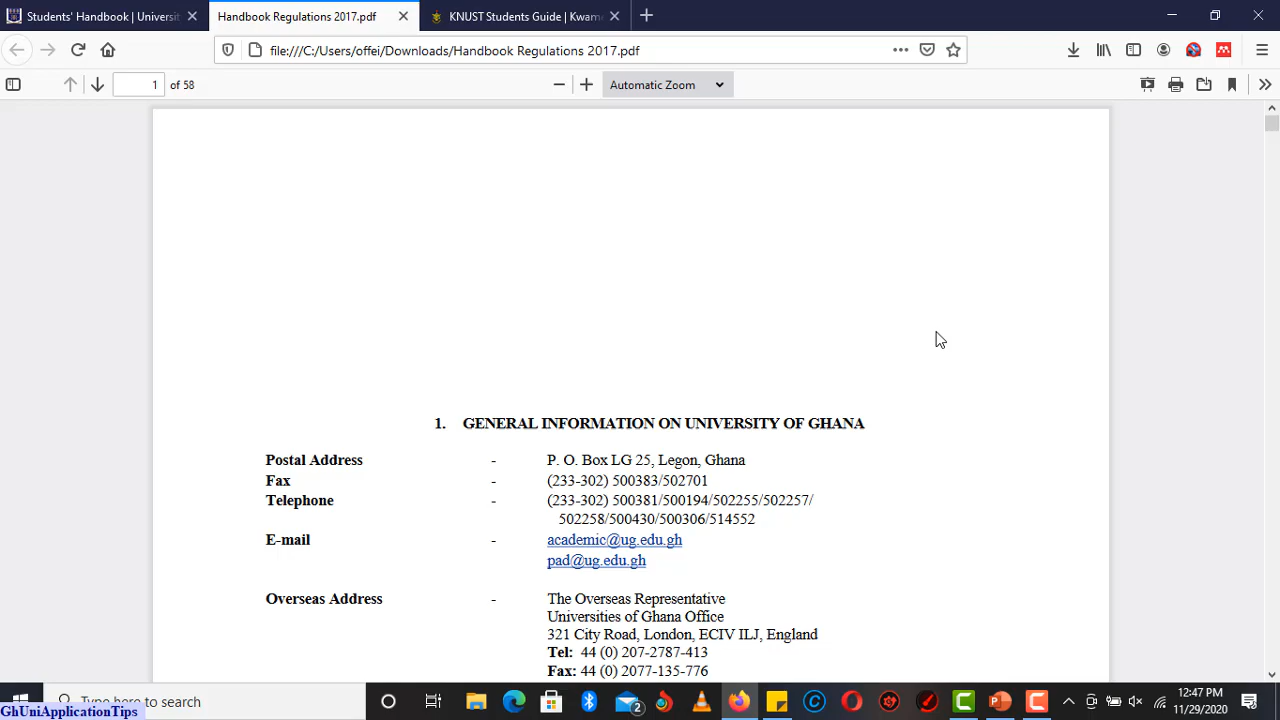 Students' Handbook | Universit
Handbook Regulations 2017.pdf
KNUST Students Guide | Kwam
file:///C:/Users/offei/Downloads/Handbook Regulations 2017.pdf
1 of 58
Automatic Zoom
1. GENERAL INFORMATION ON UNIVERSITY OF GHANA
Postal Address - P. O. Box LG 25, Legon, Ghana
Fax - (233-302) 500383/502701
Telephone - (233-302) 500381/500194/502255/502257/
502258/500430/500306/514552
E-mail - academic@ug.edu.gh
pad@ug.edu.gh
Overseas Address - The Overseas Representative
Universities of Ghana Office
321 City Road, London, ECIV ILJ, England
Tel: 44 (0) 207-2787-413
Fax: 44 (0) 2077-135-776
Type here to search
2
12:47 PM
11/29/2020
GhUniApplicationTips